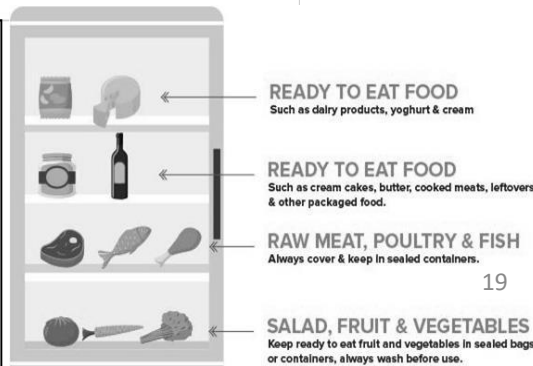 READY TO EAT FOOD
Such as dairy products, yoghurt & cream
READY TO EAT FOOD
Such as cream cakes, butter, cooked meats, leftovers
& other packaged food.
RAW MEAT, POULTRY & FISH
Always cover & keep in sealed containers.
19
SALAD, FRUIT & VEGETABLES
Keep ready to eat fruit and vegetables in sealed bags
or containers, always wash before use.